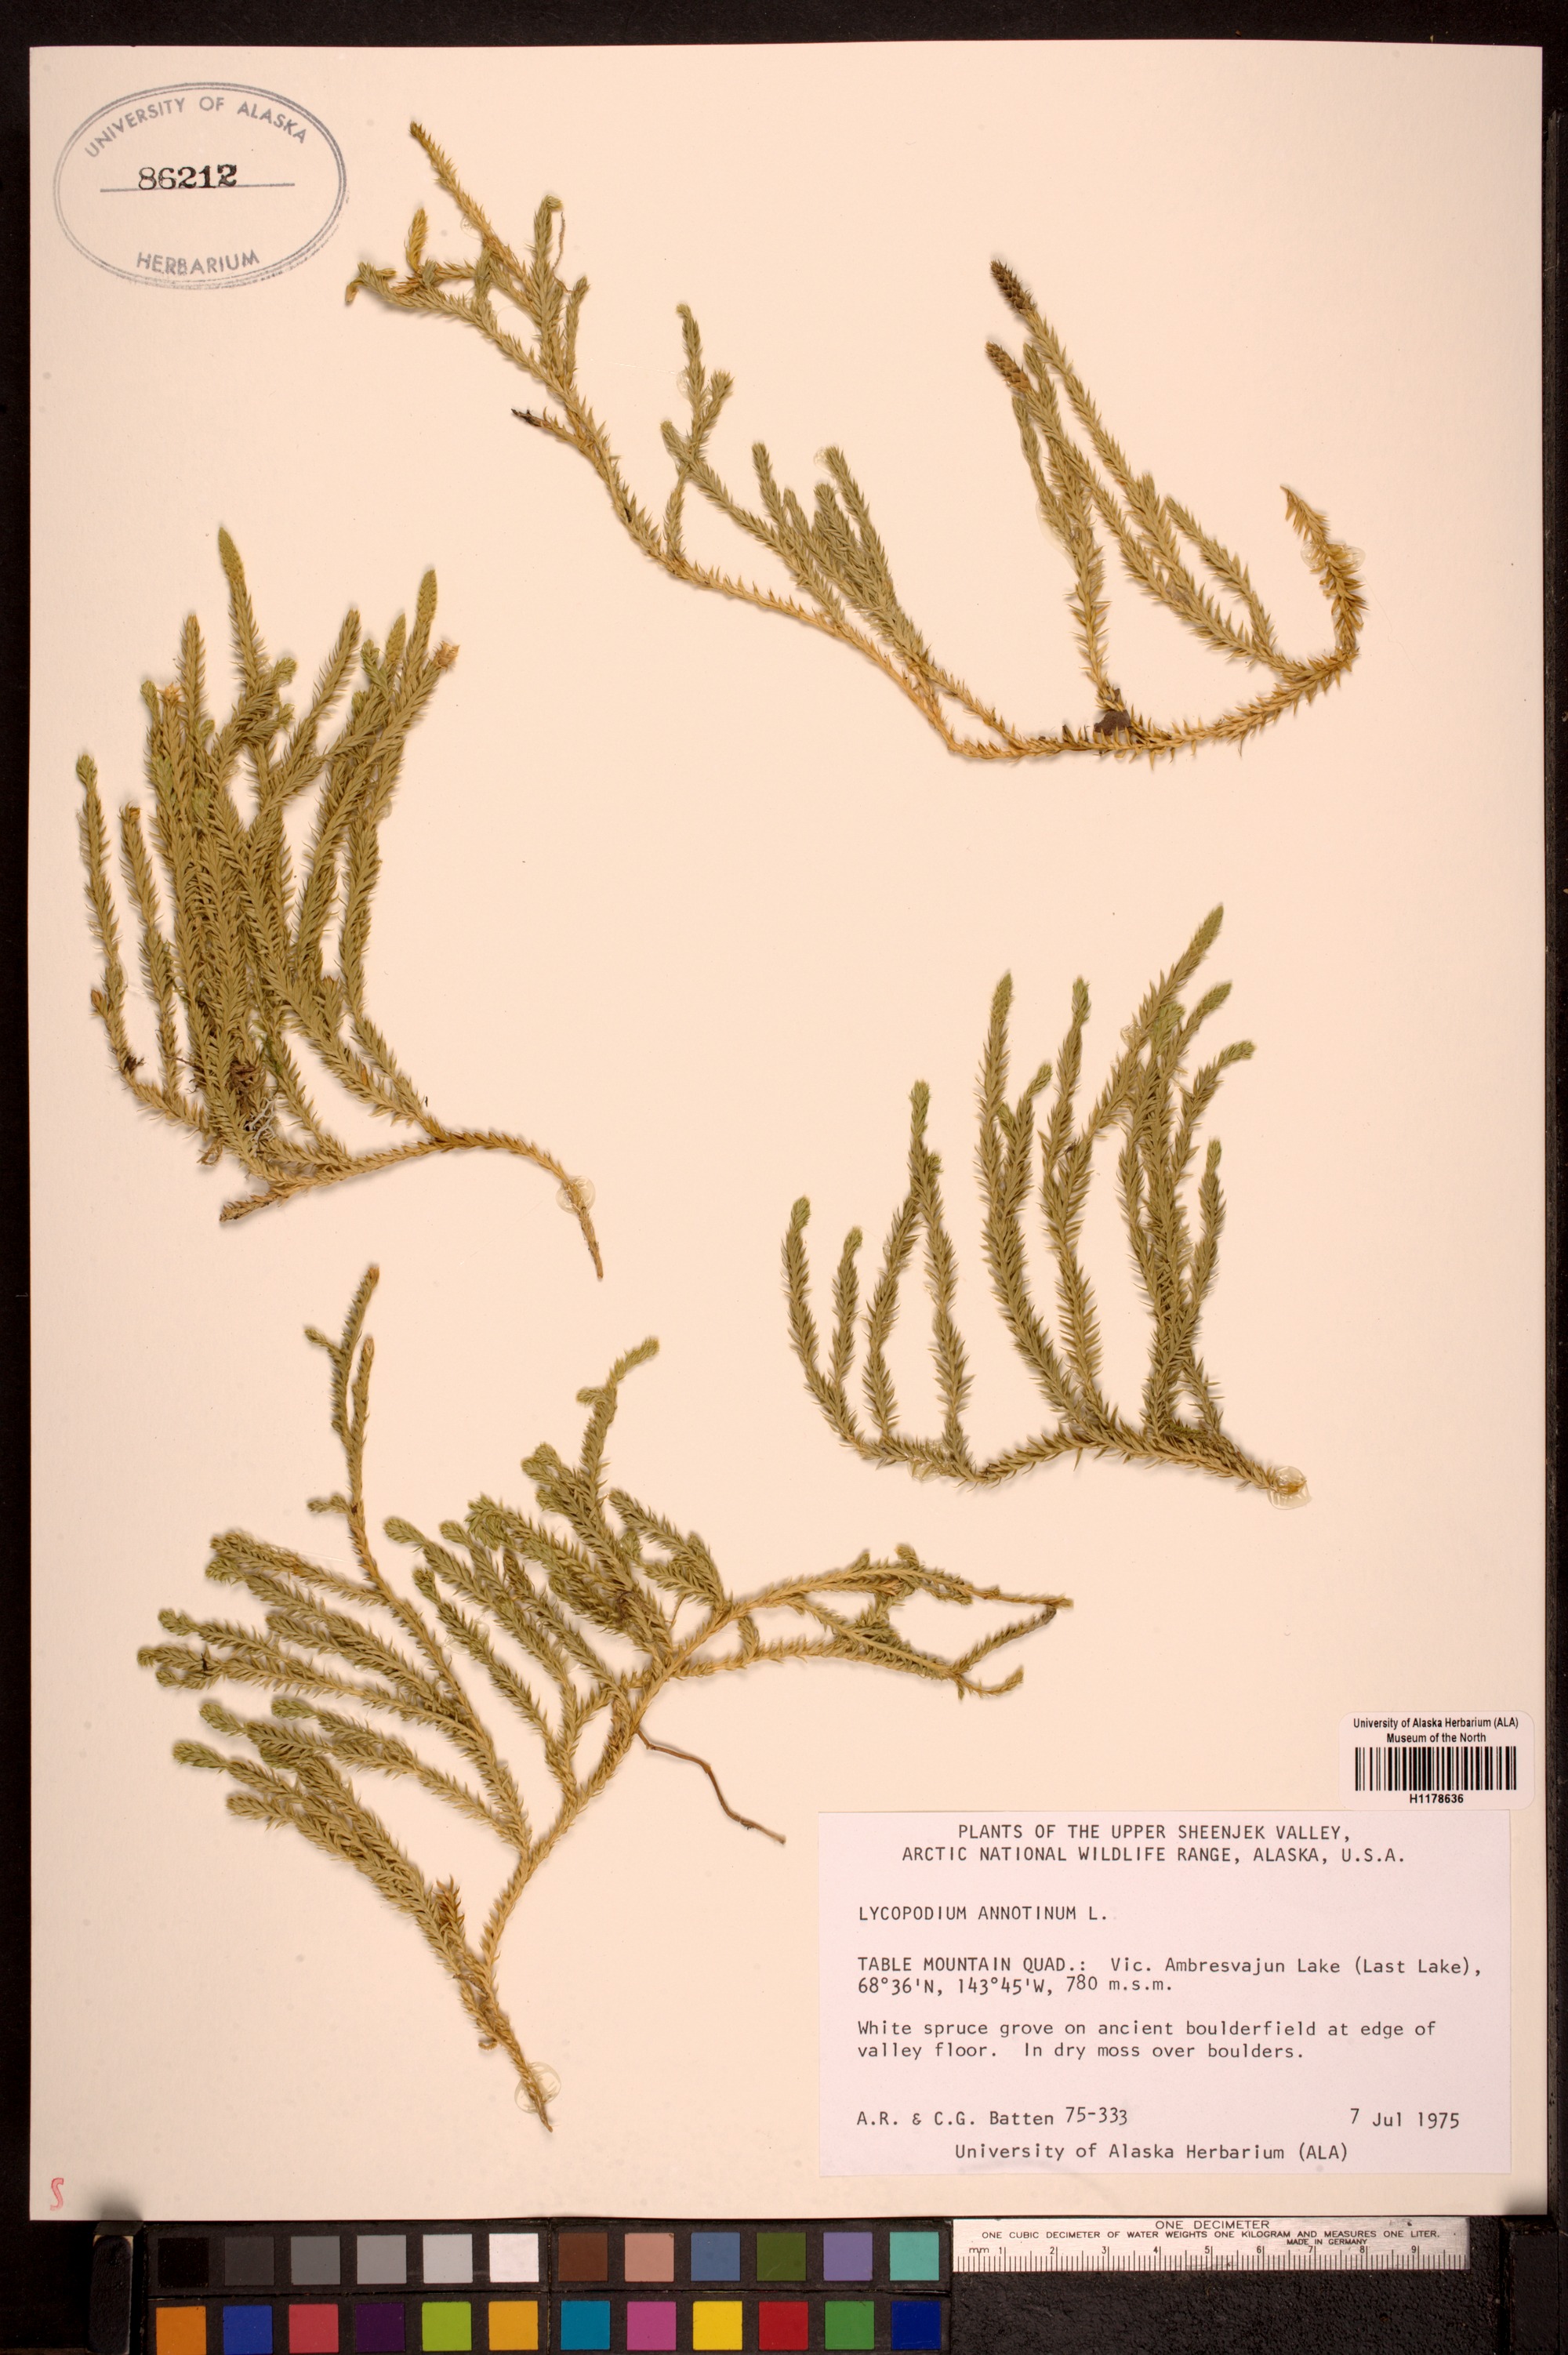 UNIVERSITY OF ALASKA
86212
HERBARIUM
University of Alaska Herbarium (ALA)
Museum of the North
H1178636
PLANTS OF THE UPPER SHEENJEK VALLEY,
ARCTIC NATIONAL WILDLIFE RANGE, ALASKA, U.S.A.
LYCOPODIUM ANNOTINUM L.
TABLE MOUNTAIN QUAD.: Vic. Ambresvajun Lake (Last Lake),
68°36'N, 143°45'W, 780 m.s.m.
White spruce grove on ancient boulderfield at edge of
valley floor. In dry moss over boulders.
A.R. & C.G. Batten 75-333 7 Jul 1975
University of Alaska Herbarium (ALA)
S
ONE DECIMETER
ONE CUBIC DECIMETER OF WATER WEIGHTS ONE KILOGRAM AND MEASURES ONE LITER.
MADE IN GERMANY
mm 1 2 3 4 5 6 7 8 9